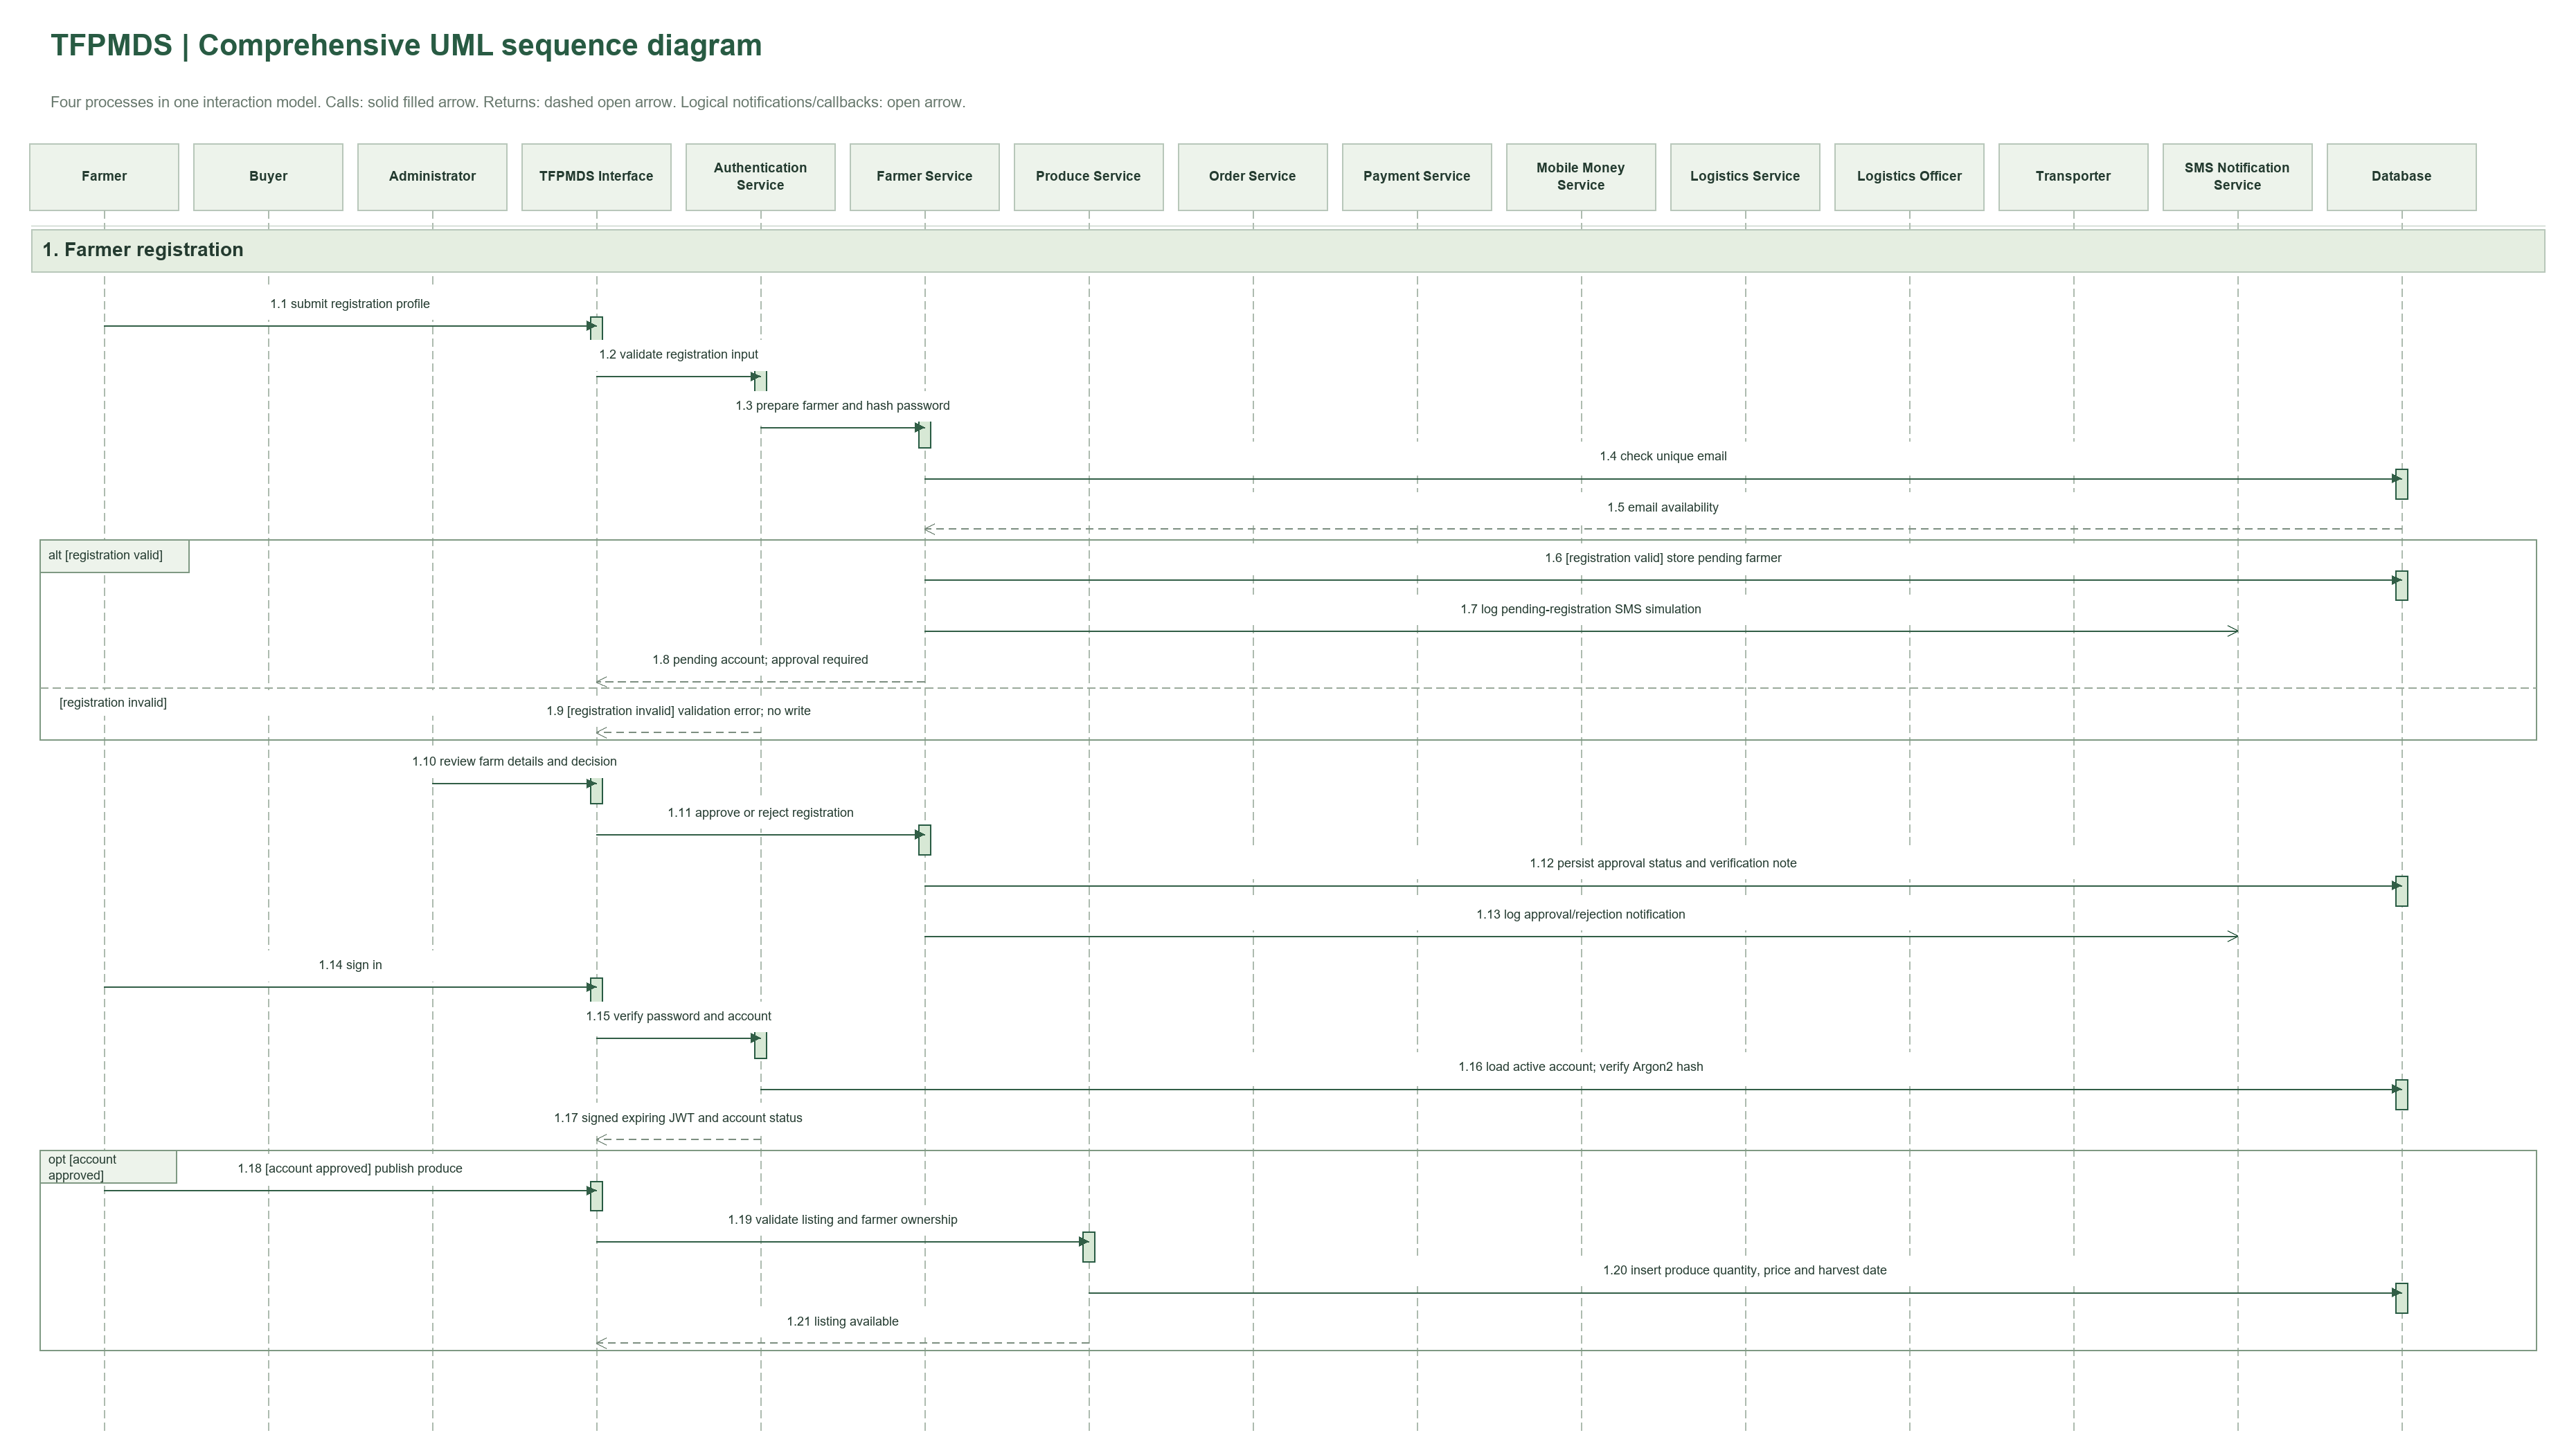 TFPMDS | Comprehensive UML sequence diagram
Four processes in one interaction model. Calls: solid filled arrow. Returns: dashed open arrow. Logical notifications/callbacks: open arrow.
Farmer
Buyer
Administrator
TFPMDS Interface
Authentication
Service
Farmer Service
Produce Service
Order Service
Payment Service
Mobile Money
Service
Logistics Service
Logistics Officer
Transporter
SMS Notification
Service
Database
1. Farmer registration
1.1 submit registration profile
1.2 validate registration input
1.3 prepare farmer and hash password
1.4 check unique email
1.5 email availability
alt [registration valid]
1.6 [registration valid] store pending farmer
1.7 log pending-registration SMS simulation
1.8 pending account; approval required
[registration invalid]
1.9 [registration invalid] validation error; no write
1.10 review farm details and decision
1.11 approve or reject registration
1.12 persist approval status and verification note
1.13 log approval/rejection notification
1.14 sign in
1.15 verify password and account
1.16 load active account; verify Argon2 hash
1.17 signed expiring JWT and account status
opt [account
approved]
1.18 [account approved] publish produce
1.19 validate listing and farmer ownership
1.20 insert produce quantity, price and harvest date
1.21 listing available